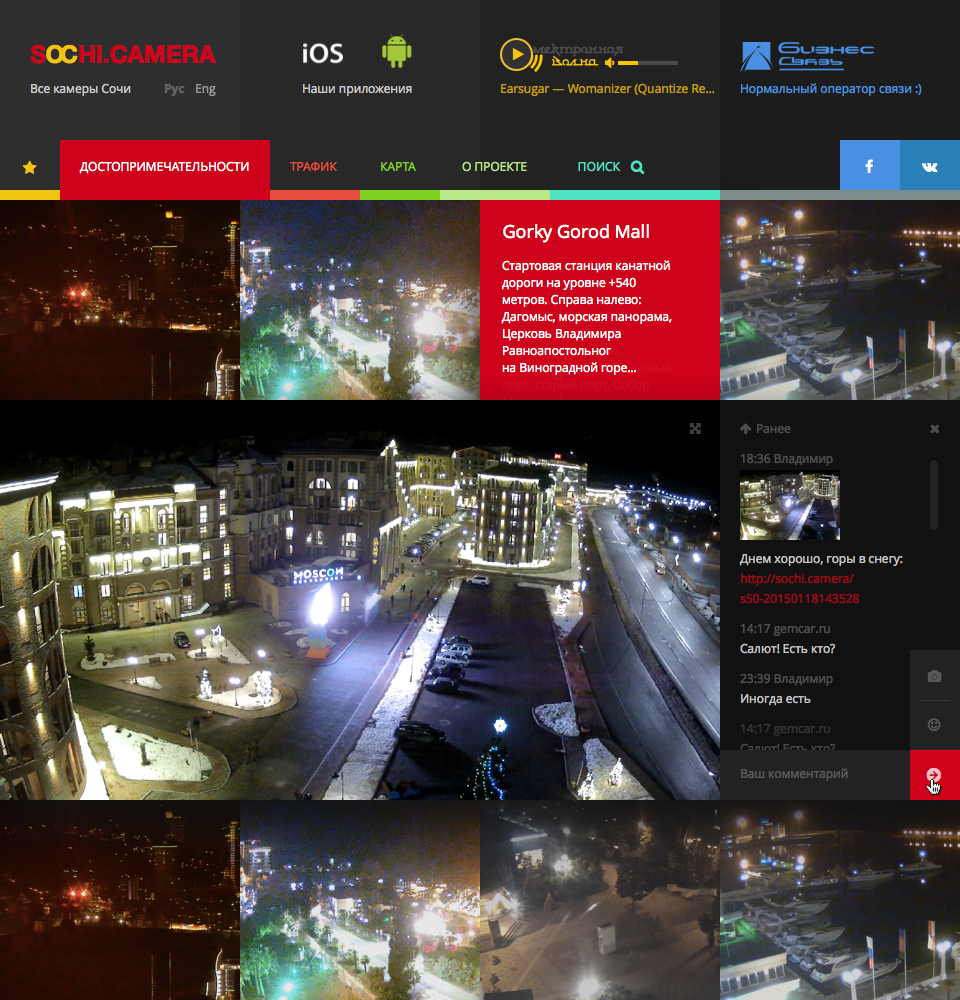 SOCHI.CAMERA
Все камеры Сочи
Рус Eng
iOS
Наши приложения
электронная
волна
Earsugar — Womanizer (Quantize Re...
Бизнес
Связь
Нормальный оператор связи :)
ДОСТОПРИМЕЧАТЕЛЬНОСТИ
ТРАФИК
КАРТА
О ПРОЕКТЕ
ПОИСК
Gorky Gorod Mall
Стартовая станция канатной
дороги на уровне +540
метров. Справа налево:
Дагомыс, морская панорама,
Церковь Владимира
Равноапостольног
на Виноградной горе...
MOSCOW
Ранее
18:36 Владимир
Днем хорошо, горы в снегу:
http://sochi.camera/
s50-20150118143528
14:17 gemcar.ru
Салют! Есть кто?
23:39 Владимир
Иногда есть
14:17 gemcar.ru
Салют! Есть кто?
Ваш комментарий